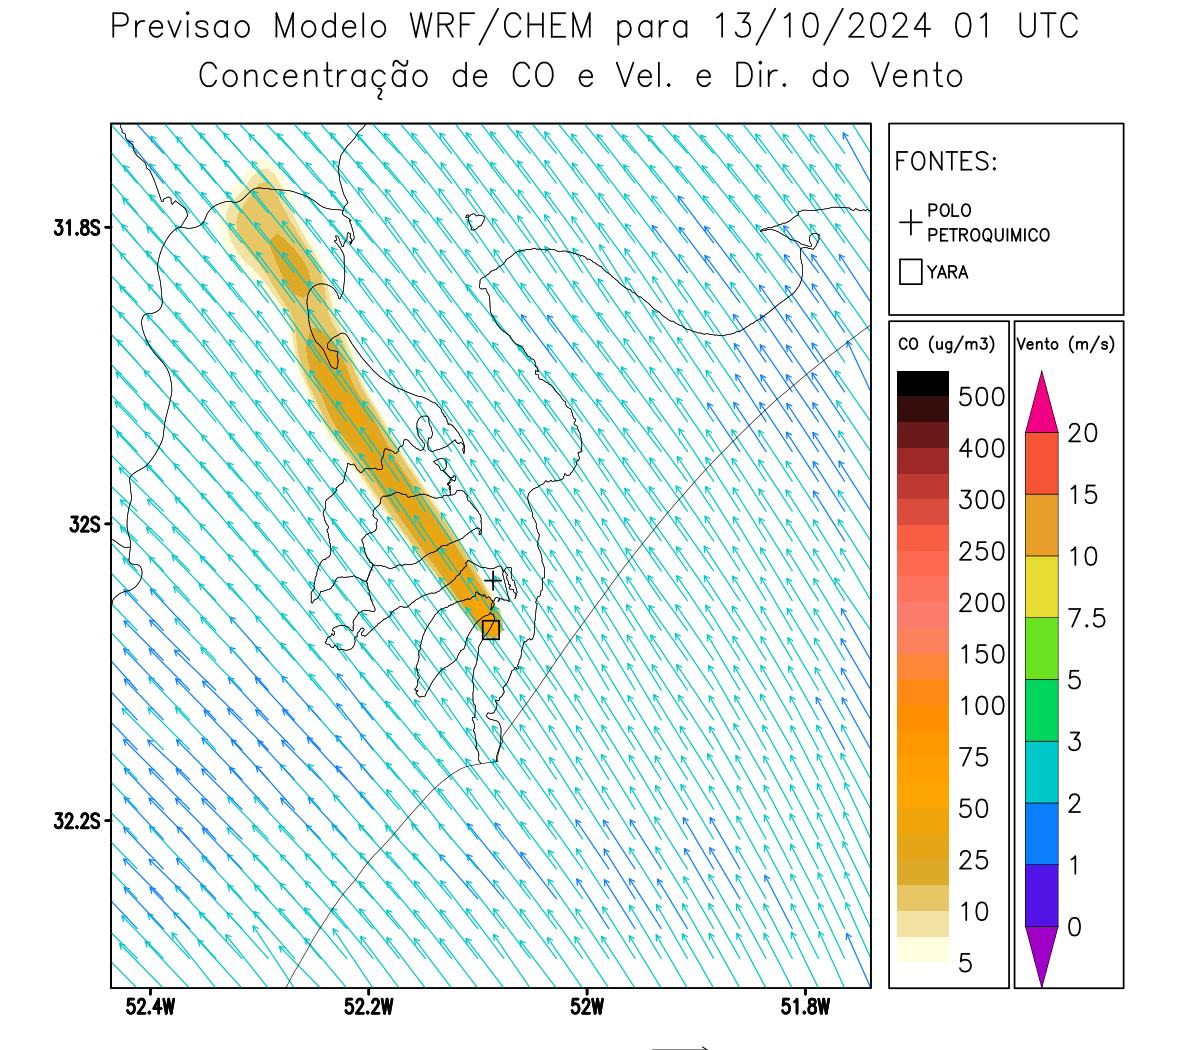 Previsao Modelo WRF/CHEM para 13/10/2024 01 UTC
Concentração de CO e Vel. e Dir. do Vento
FONTES:
POLO
PETROQUIMICO
YARA
CO (ug/m3)
500
400
300
250
200
150
100
75
50
25
10
5
Vento (m/s)
20
15
10
7.5
5
3
2
1
0
31.8S
32S
32.2S
52.4W
52.2W
52W
51.8W